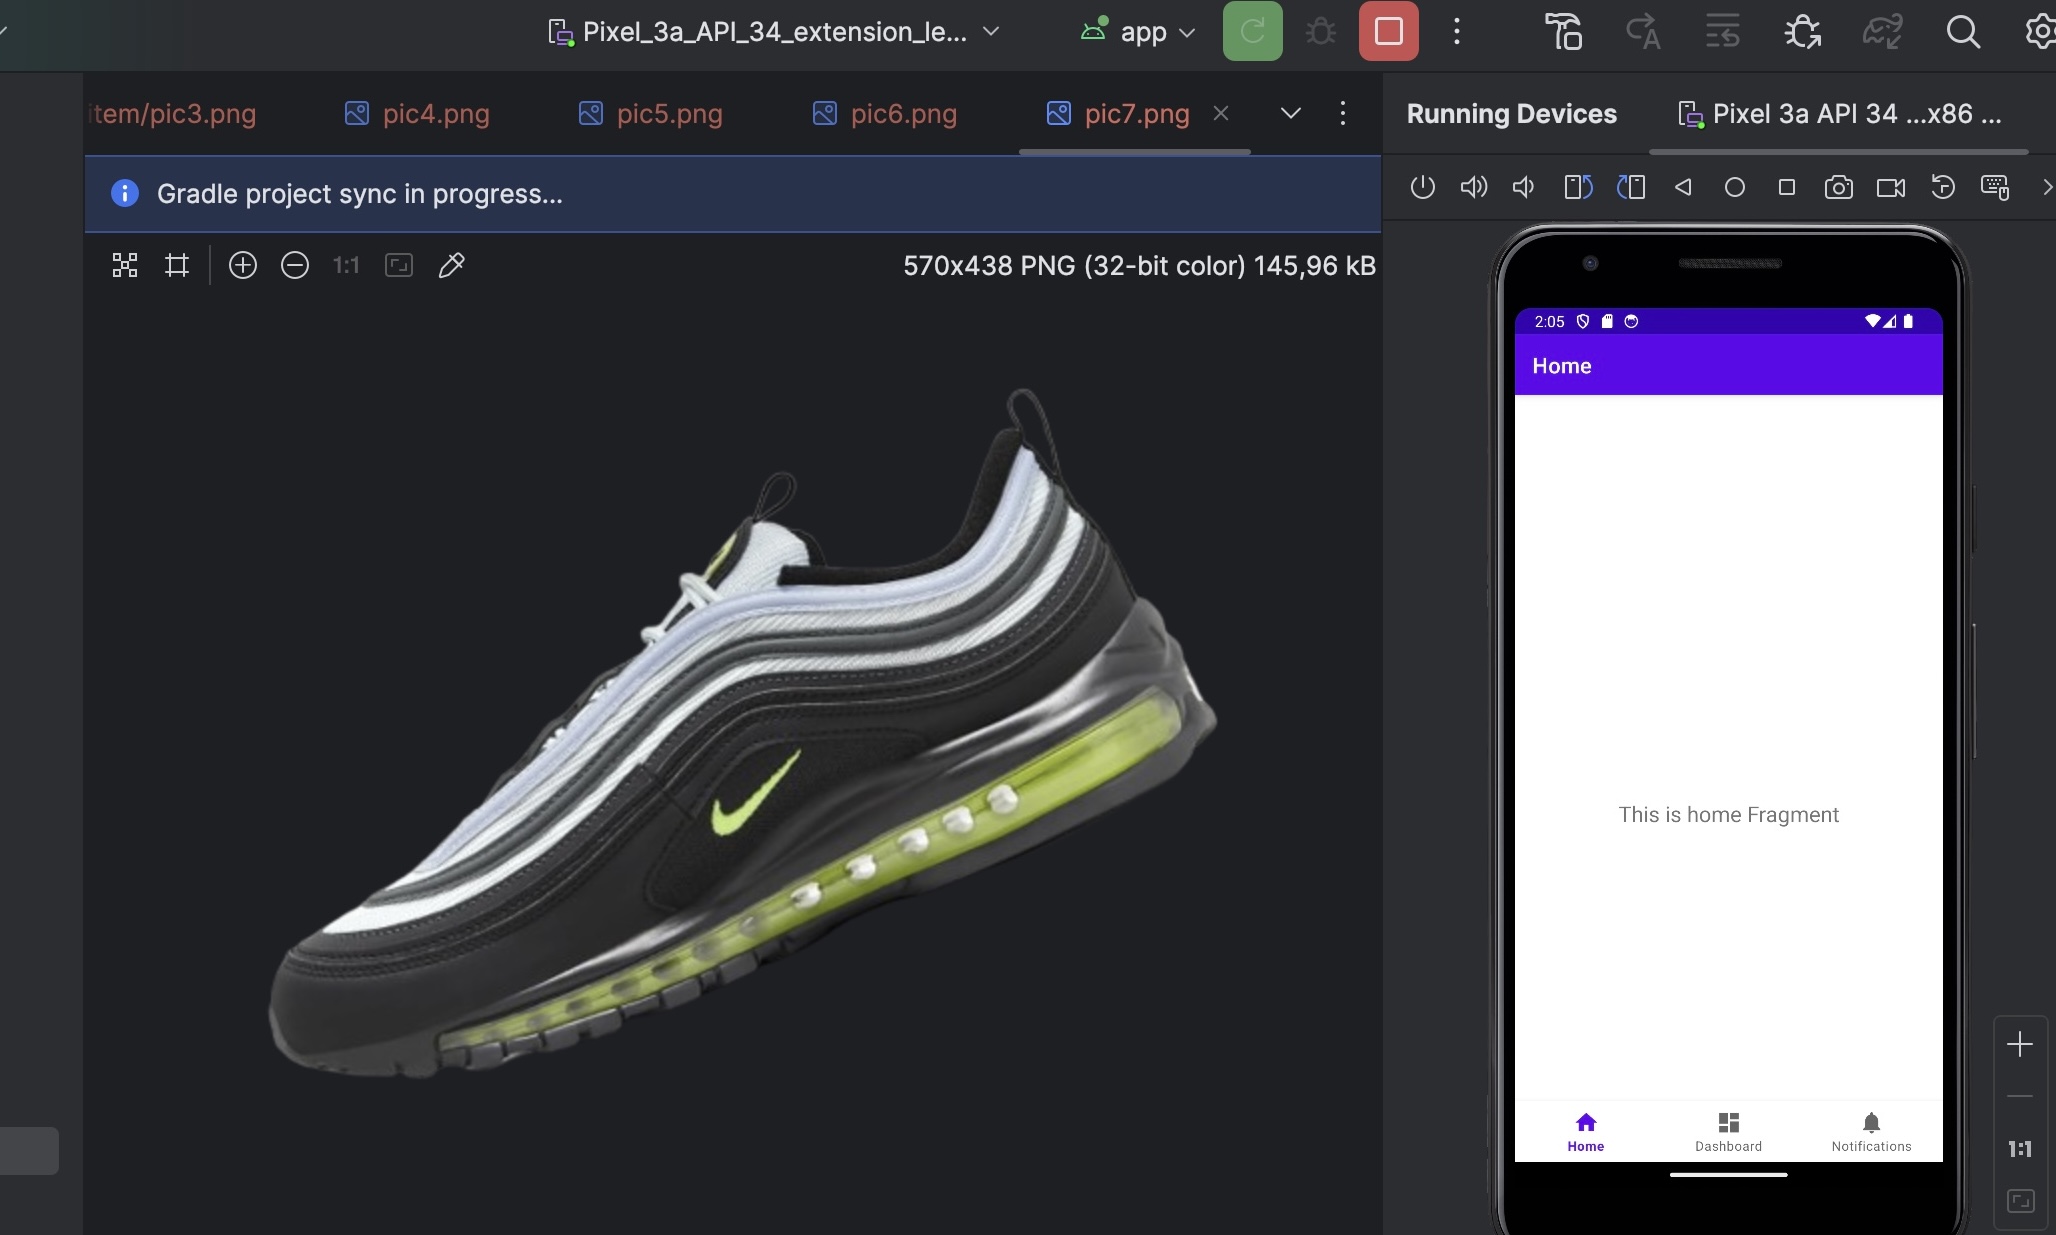 Pixel_3a_API_34_extension_le...
app
item/pic3.png
pic4.png
pic5.png
pic6.png
pic7.png
Running Devices
Pixel 3a API 34 ...x86 ...
Gradle project sync in progress...
1:1
570x438 PNG (32-bit color) 145,96 kB
2:05
Home
This is home Fragment
Home
Dashboard
Notifications
1:1